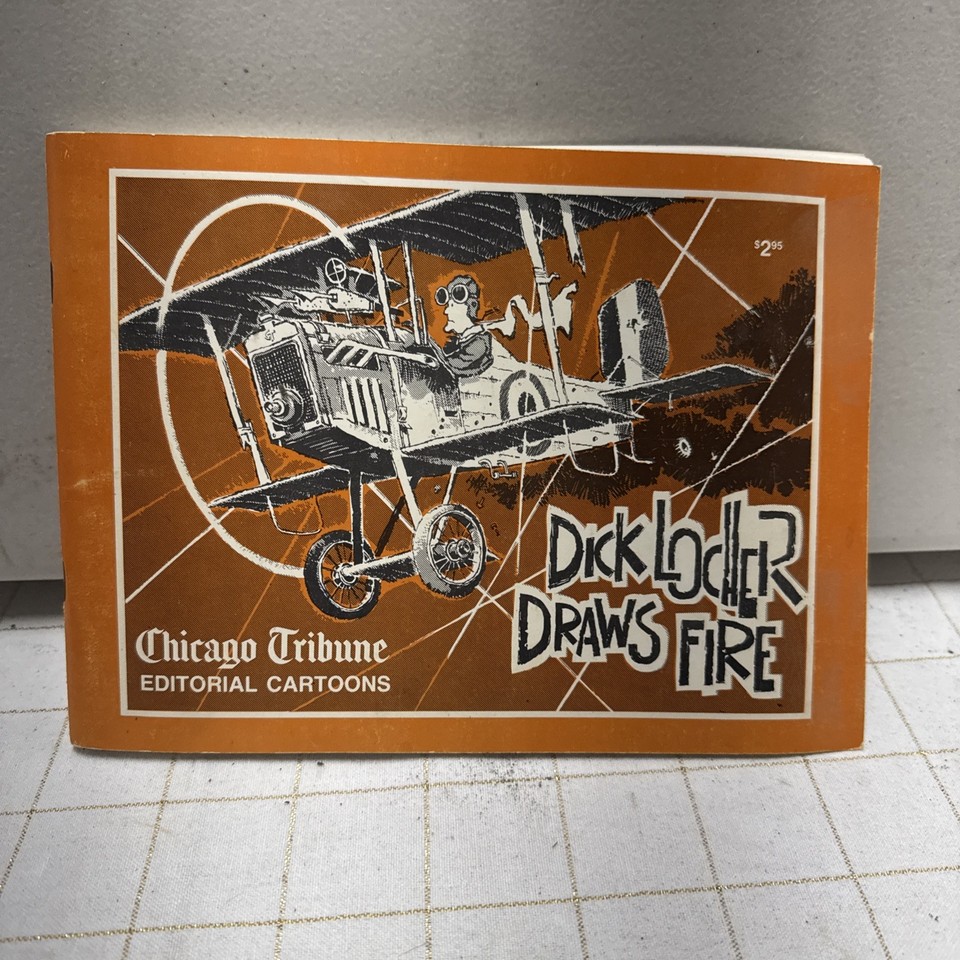 $2.95
Chicago Tribune
EDITORIAL CARTOONS
DICK LOCHER
DRAWS FIRE